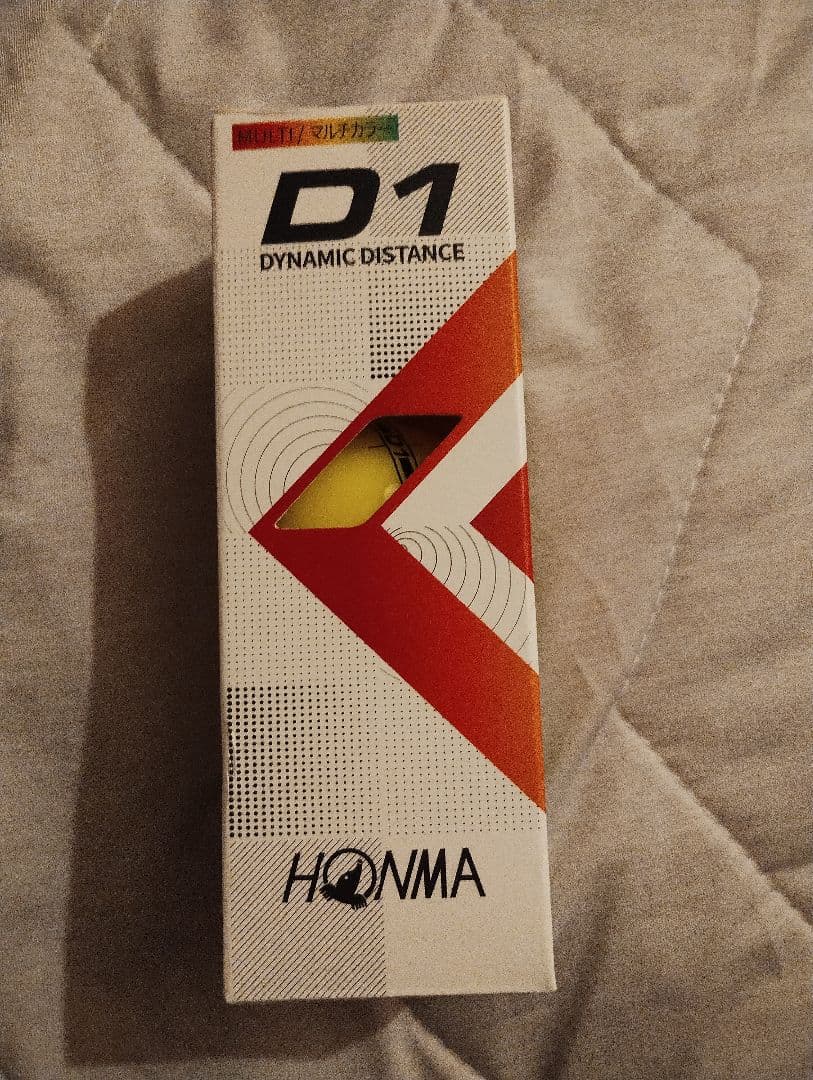 MULTI/マルチカラー
D1
DYNAMIC DISTANCE
HONMA